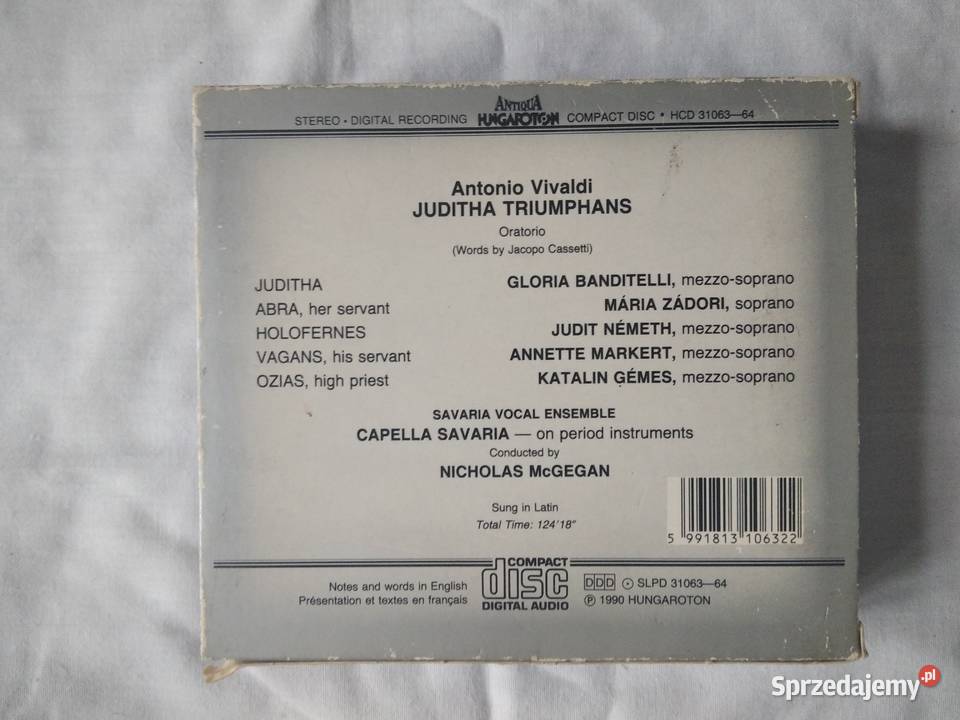 ANTIQUA
STEREO · DIGITAL RECORDING HUNGAROTON COMPACT DISC · HCD 31063—64
Antonio Vivaldi
JUDITHA TRIUMPHANS
Oratorio
(Words by Jacopo Cassetti)
JUDITHA GLORIA BANDITELLI, mezzo-soprano
ABRA, her servant MÁRIA ZÁDORI, soprano
HOLOFERNES JUDIT NÉMETH, mezzo-soprano
VAGANS, his servant ANNETTE MARKERT, mezzo-soprano
OZIAS, high priest KATALIN GÉMES, mezzo-soprano
SAVARIA VOCAL ENSEMBLE
CAPELLA SAVARIA — on period instruments
Conducted by
NICHOLAS McGEGAN
Sung in Latin
Total Time: 124'18"
5 991813 106322
Notes and words in English
Présentation et textes en français
COMPACT
disc
DIGITAL AUDIO
DDD SLPD 31063—64
℗ 1990 HUNGAROTON
Sprzedajemy.pl